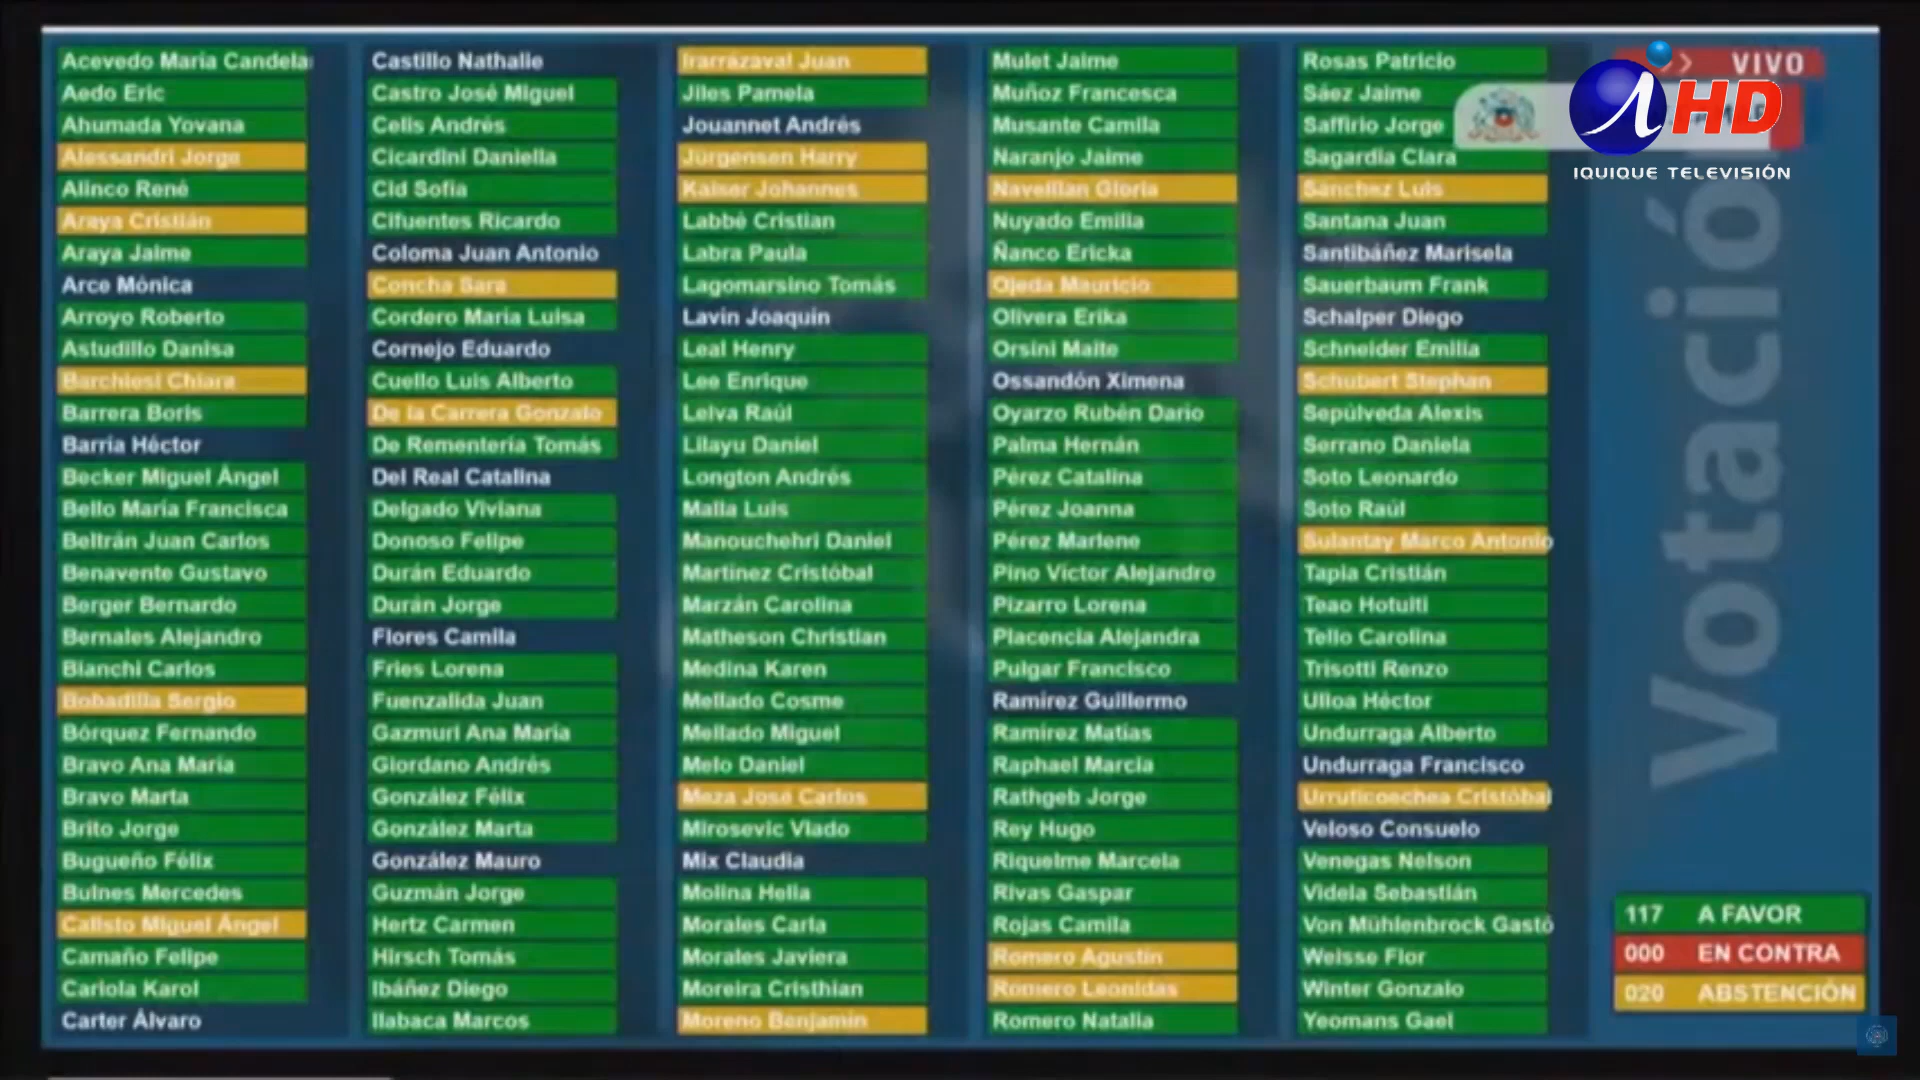 Acevedo María Candela
Aedo Eric
Ahumada Yovana
Alessandri Jorge
Alinco René
Araya Cristián
Araya Jaime
Arce Mónica
Arroyo Roberto
Astudillo Danisa
Barchiesi Chiara
Barrera Boris
Barría Héctor
Becker Miguel Ángel
Bello María Francisca
Beltrán Juan Carlos
Benavente Gustavo
Berger Bernardo
Bernales Alejandro
Bianchi Carlos
Bobadilla Sergio
Bórquez Fernando
Bravo Ana María
Bravo Marta
Brito Jorge
Bugueño Félix
Bulnes Mercedes
Calisto Miguel Ángel
Camaño Felipe
Cariola Karol
Carter Álvaro
Castillo Nathalie
Castro José Miguel
Celis Andrés
Cicardini Daniella
Cid Sofía
Cifuentes Ricardo
Coloma Juan Antonio
Concha Sara
Cordero María Luisa
Cornejo Eduardo
Cuello Luis Alberto
De la Carrera Gonzalo
De Rementería Tomás
Del Real Catalina
Delgado Viviana
Donoso Felipe
Durán Eduardo
Durán Jorge
Flores Camila
Fries Lorena
Fuenzalida Juan
Gazmuri Ana María
Giordano Andrés
González Félix
González Marta
González Mauro
Guzmán Jorge
Hertz Carmen
Hirsch Tomás
Ibáñez Diego
Ilabaca Marcos
Irarrázaval Juan
Jiles Pamela
Jouannet Andrés
Jürgensen Harry
Kaiser Johannes
Labbé Cristian
Labra Paula
Lagomarsino Tomás
Lavín Joaquín
Leal Henry
Lee Enrique
Leiva Raúl
Lilayu Daniel
Longton Andrés
Malla Luis
Manouchehri Daniel
Martínez Cristóbal
Marzán Carolina
Matheson Christian
Medina Karen
Mellado Cosme
Mellado Miguel
Melo Daniel
Meza José Carlos
Mirosevic Vlado
Mix Claudia
Molina Helia
Morales Carla
Morales Javiera
Moreira Cristhian
Moreno Benjamín
Mulet Jaime
Muñoz Francesca
Musante Camila
Naranjo Jaime
Naveillan Gloria
Nuyado Emilia
Ñanco Ericka
Ojeda Mauricio
Olivera Erika
Orsini Maite
Ossandón Ximena
Oyarzo Rubén Darío
Palma Hernán
Pérez Catalina
Pérez Joanna
Pérez Marlene
Pino Víctor Alejandro
Pizarro Lorena
Placencia Alejandra
Pulgar Francisco
Ramírez Guillermo
Ramírez Matías
Raphael Marcia
Rathgeb Jorge
Rey Hugo
Riquelme Marcela
Rivas Gaspar
Rojas Camila
Romero Agustín
Romero Leonidas
Romero Natalia
Rosas Patricio
Sáez Jaime
Saffirio Jorge
Sagardia Clara
Sánchez Luis
Santana Juan
Santibáñez Marisela
Sauerbaum Frank
Schalper Diego
Schneider Emilia
Schubert Stephan
Sepúlveda Alexis
Serrano Daniela
Soto Leonardo
Soto Raúl
Sulantay Marco Antonio
Tapia Cristián
Teao Hotuiti
Tello Carolina
Trisotti Renzo
Ulloa Héctor
Undurraga Alberto
Undurraga Francisco
Urruticoechea Cristóbal
Veloso Consuelo
Venegas Nelson
Videla Sebastián
Von Mühlenbrock Gastó
Weisse Flor
Winter Gonzalo
Yeomans Gael
VIVO
HD
IQUIQUE TELEVISIÓN
Votació
117 A FAVOR
000 EN CONTRA
020 ABSTENCIÓN